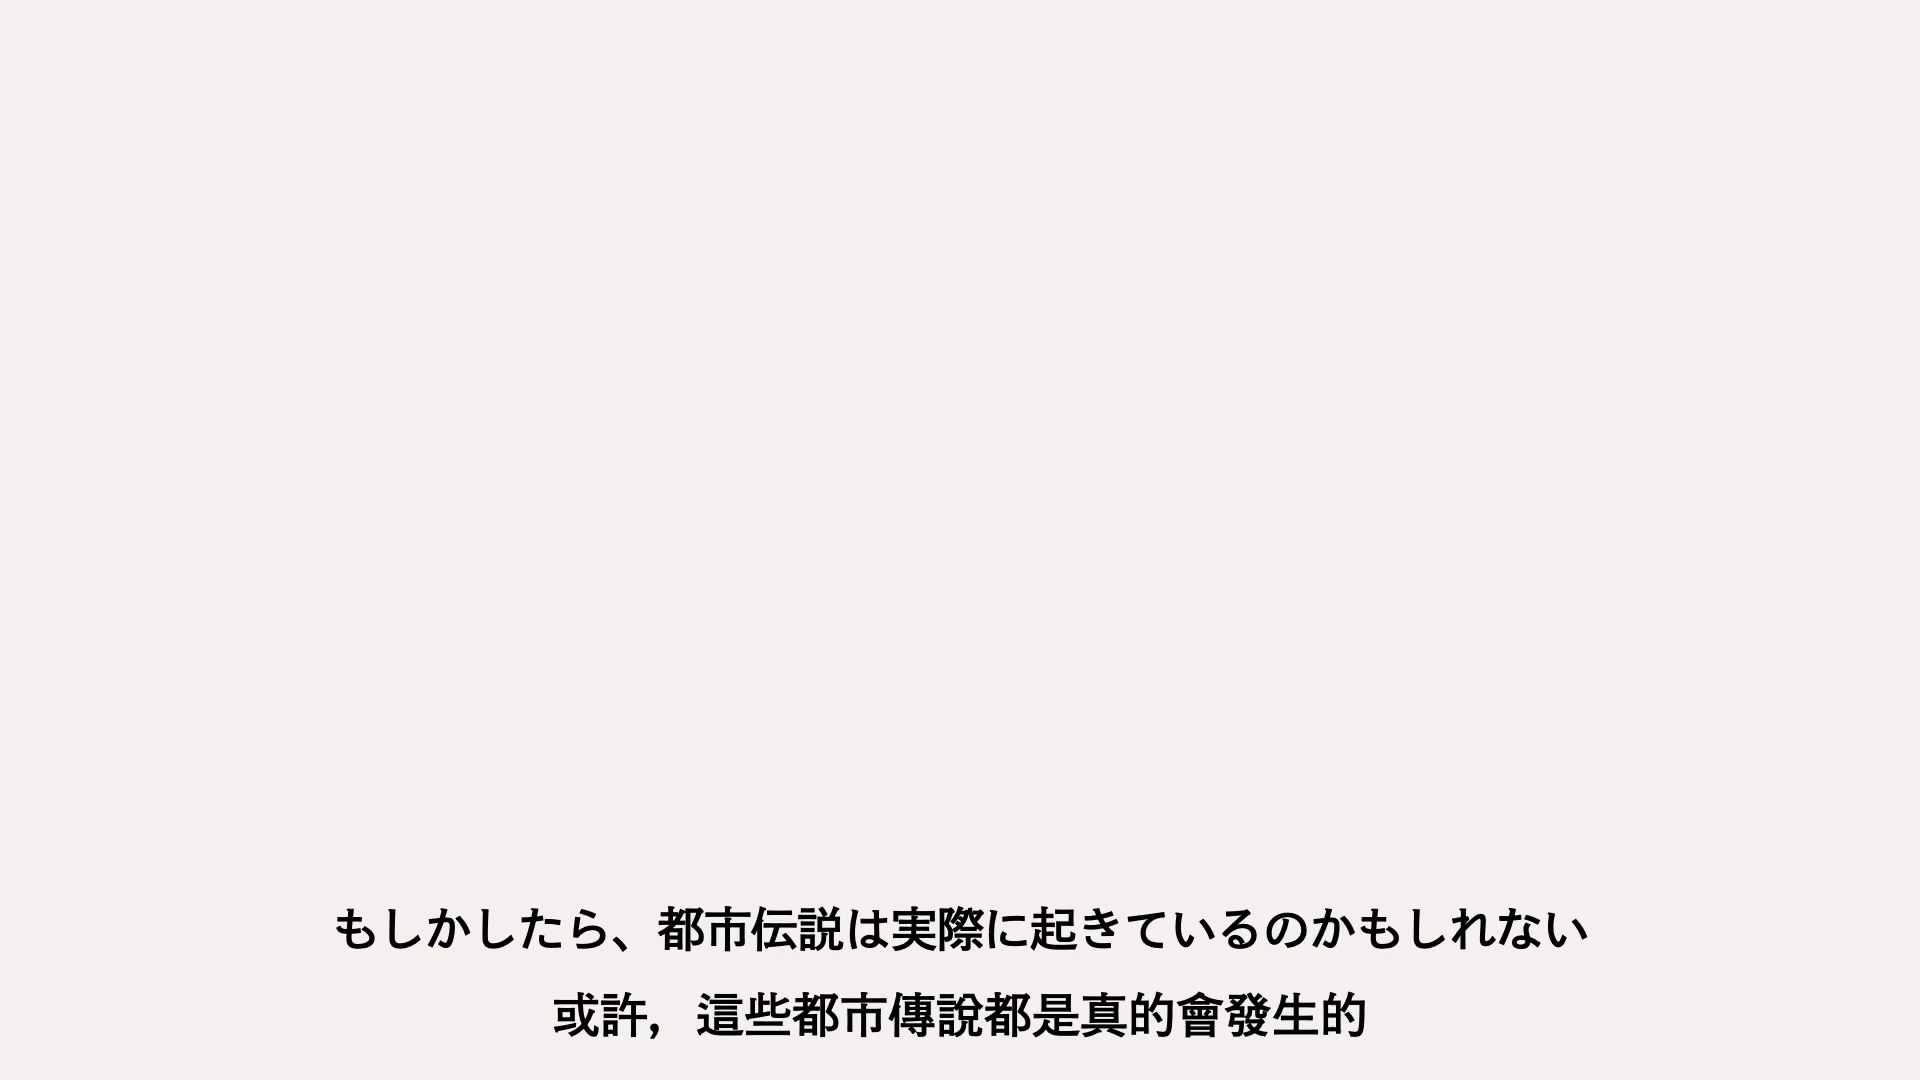 もしかしたら、都市伝説は実際に起きているのかもしれない
或許，這些都市傳說都是真的會發生的